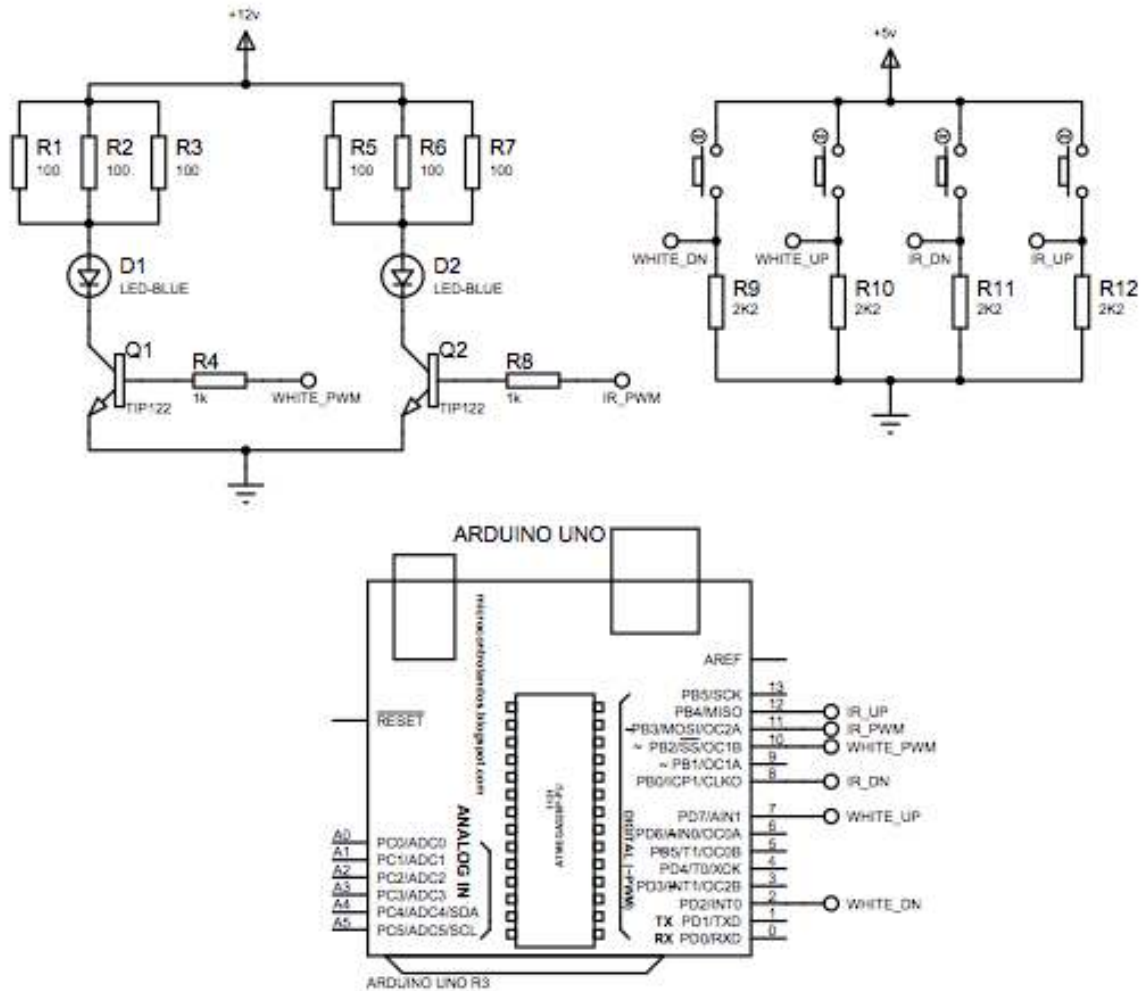 +12v
+5v
R1
100
R2
100
R3
100
R5
100
R6
100
R7
100
D1
LED-BLUE
D2
LED-BLUE
Q1
TIP122
R4
1k
WHITE_PWM
Q2
TIP122
R8
1k
IR_PWM
WHITE_DN
WHITE_UP
IR_DN
IR_UP
R9
2K2
R10
2K2
R11
2K2
R12
2K2
ARDUINO UNO
microcontrolandos.blogspot.com
RESET
AREF
PB5/SCK 13
PB4/MISO 12 IR_UP
~PB3/MOSI/OC2A 11 IR_PWM
~ PB2/SS/OC1B 10 WHITE_PWM
~ PB1/OC1A 9
PB0/ICP1/CLKO 8 IR_DN
PD7/AIN1 7 WHITE_UP
PD6/AIN0/OC0A 6
PB5/T1/OC0B 5
PD4/T0/XCK 4
PD3/INT1/OC2B 3
PD2/INT0 2 WHITE_DN
TX PD1/TXD 1
RX PD0/RXD 0
DIGITAL (~PWM)
ANALOG IN
A0 PC0/ADC0
A1 PC1/ADC1
A2 PC2/ADC2
A3 PC3/ADC3
A4 PC4/ADC4/SDA
A5 PC5/ADC5/SCL
ARDUINO UNO R3